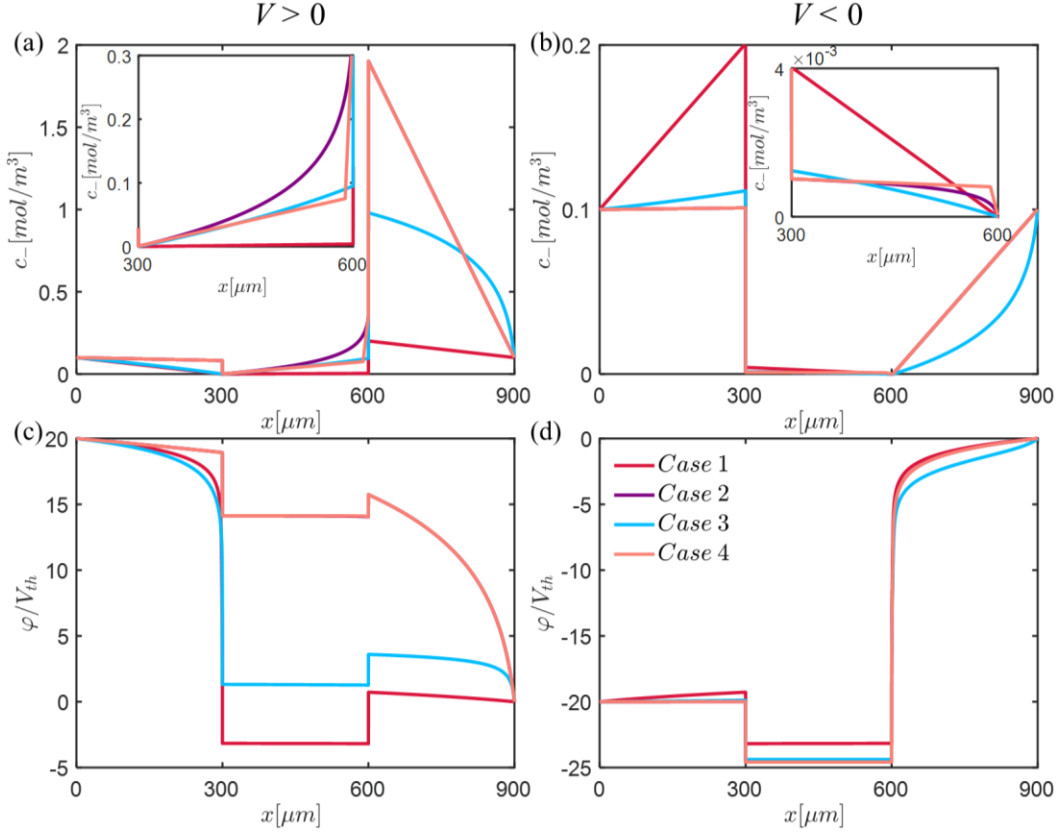 V > 0
V < 0
(a)
2
1.5
1
0.5
0
c_[mol/m³]
0 300 600 900
x[μm]
0.3
0.2
0.1
0
c_[mol/m³]
300 600
x[μm]
(b)
0.2
0.1
0
c_[mol/m³]
0 300 600 900
x[μm]
×10⁻³
4
0
c_[mol/m³]
300 600
x[μm]
(c)
20
15
10
5
0
-5
φ/V_th
0 300 600 900
x[μm]
(d)
0
-5
-10
-15
-20
-25
φ/V_th
0 300 600 900
x[μm]
Case 1
Case 2
Case 3
Case 4